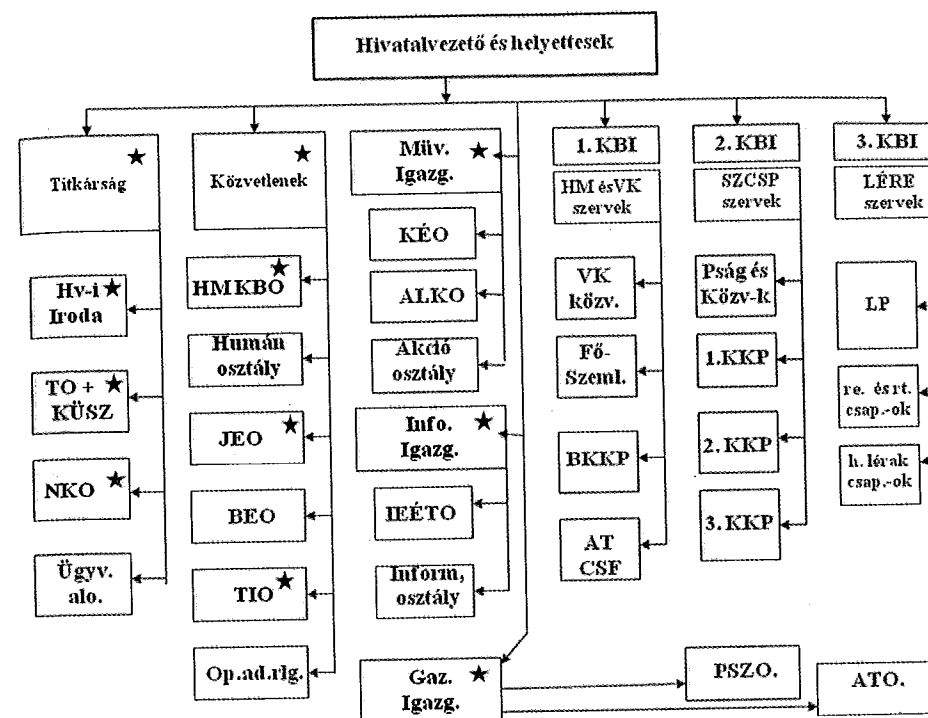 Hivatalvezető és helyettesek
Titkárság
Hv-i
Iroda
TO +
KÜSZ
NKO
Ügyv.
alo.
Közvetlenek
HM KBO
Humán
osztály
JEO
BEO
TIO
Op.ad.rlg.
Műv.
Igazg.
KÉO
ALKO
Akció
osztály
Info.
Igazg.
IEÉTO
Inform,
osztály
Gaz.
Igazg.
PSZO.
ATO.
1. KBI
HM és VK
szervek
VK
közv.
Fő-
Szeml.
BKKP
AT
CSF
2. KBI
SZCSP
szervek
Pság és
Közv-k
1.KKP
2. KKP
3. KKP
3. KBI
LÉRE
szervek
LP
re. és rt.
csap.-ok
h. lérak
csap.-ok